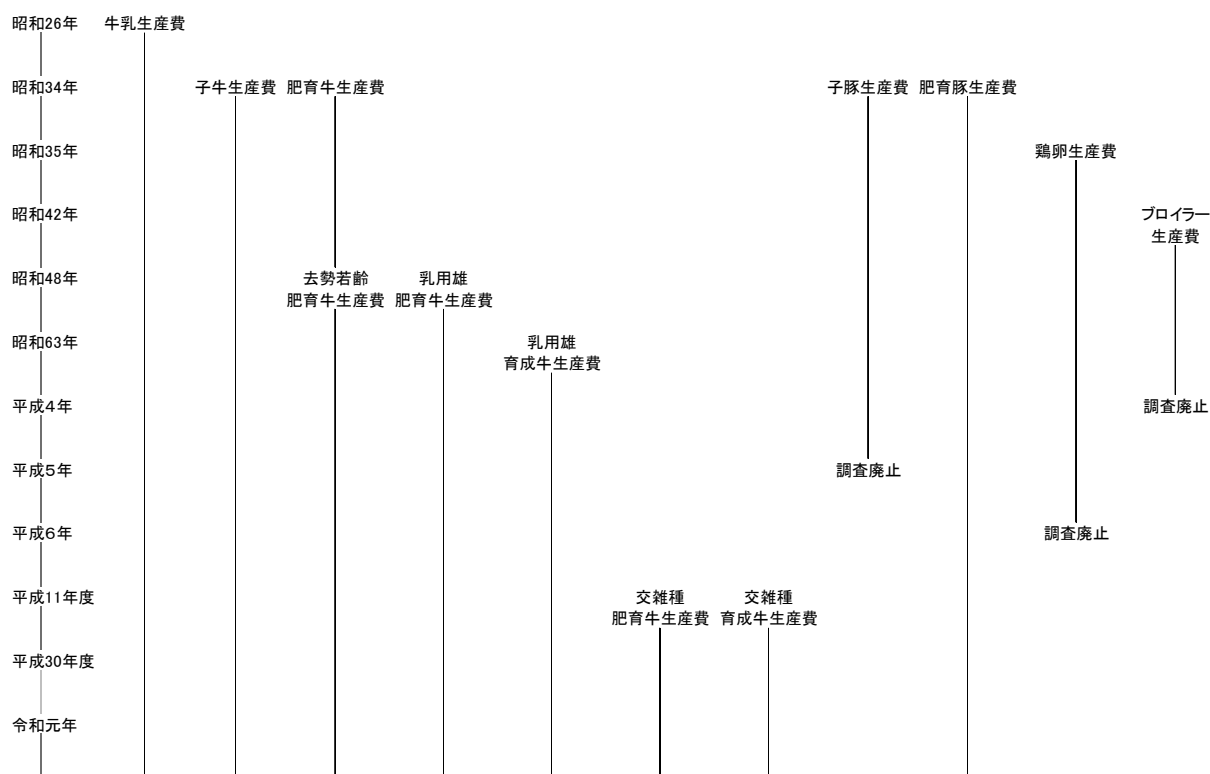 昭和26年 牛乳生産費
昭和34年 子牛生産費 肥育牛生産費 子豚生産費 肥育豚生産費
昭和35年 鶏卵生産費
昭和42年 ブロイラー
生産費
昭和48年 去勢若齢 乳用雄
肥育牛生産費 肥育牛生産費
昭和63年 乳用雄
育成牛生産費
平成4年 調査廃止
平成5年 調査廃止
平成6年 調査廃止
平成11年度 交雑種 交雑種
肥育牛生産費 育成牛生産費
平成30年度
令和元年